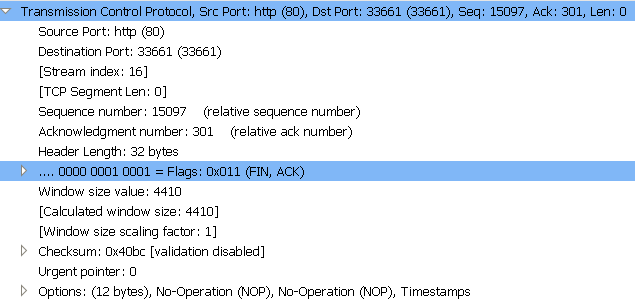 Transmission Control Protocol, Src Port: http (80), Dst Port: 33661 (33661), Seq: 15097, Ack: 301, Len: 0
Source Port: http (80)
Destination Port: 33661 (33661)
[Stream index: 16]
[TCP Segment Len: 0]
Sequence number: 15097    (relative sequence number)
Acknowledgment number: 301    (relative ack number)
Header Length: 32 bytes
.... 0000 0001 0001 = Flags: 0x011 (FIN, ACK)
Window size value: 4410
[Calculated window size: 4410]
[Window size scaling factor: 1]
Checksum: 0x40bc [validation disabled]
Urgent pointer: 0
Options: (12 bytes), No-Operation (NOP), No-Operation (NOP), Timestamps